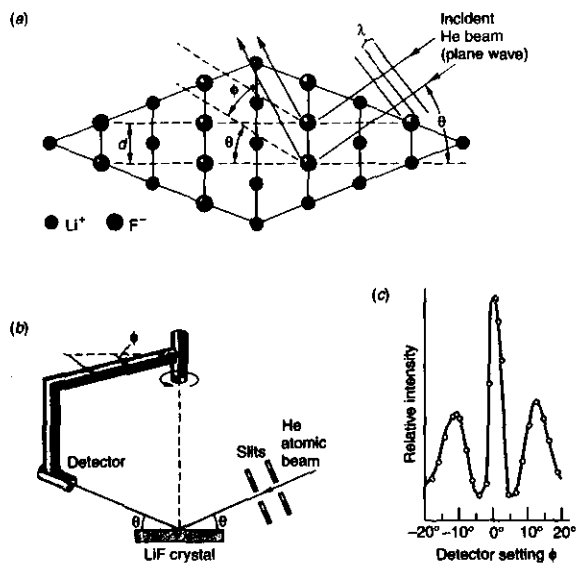 (a)
Incident
He beam
(plane wave)
λ
ϕ
θ
θ
d
Li⁺
F⁻
(b)
ϕ
Detector
Slits
He
atomic
beam
θ
θ
LiF crystal
(c)
Relative intensity
-20° -10° 0° 10° 20°
Detector setting ϕ